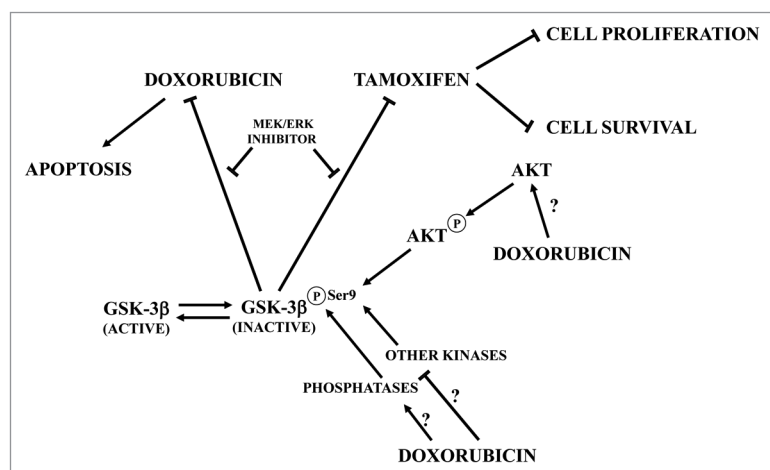 CELL PROLIFERATION
DOXORUBICIN
TAMOXIFEN
MEK/ERK
INHIBITOR
CELL SURVIVAL
APOPTOSIS
AKT
?
AKT P
DOXORUBICIN
GSK-3β
(ACTIVE)
GSK-3β P Ser9
(INACTIVE)
OTHER KINASES
PHOSPHATASES
?
?
DOXORUBICIN